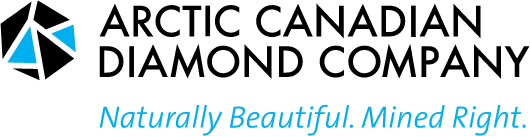 ARCTIC CANADIAN
DIAMOND COMPANY
Naturally Beautiful. Mined Right.